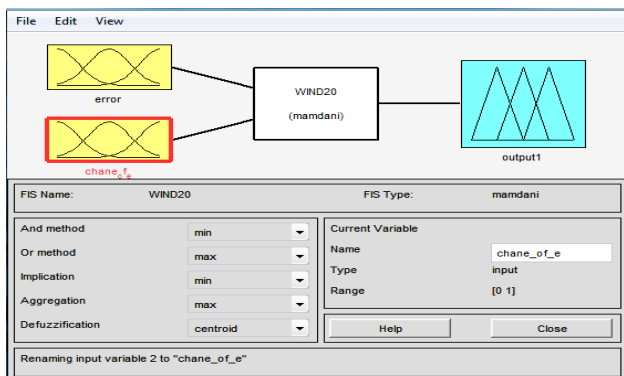 File Edit View
error
WIND20
(mamdani)
chane_of_e
output1
FIS Name: WIND20 FIS Type: mamdani
And method min
Or method max
Implication min
Aggregation max
Defuzzification centroid
Current Variable
Name chane_of_e
Type input
Range [0 1]
Help Close
Renaming input variable 2 to "chane_of_e"